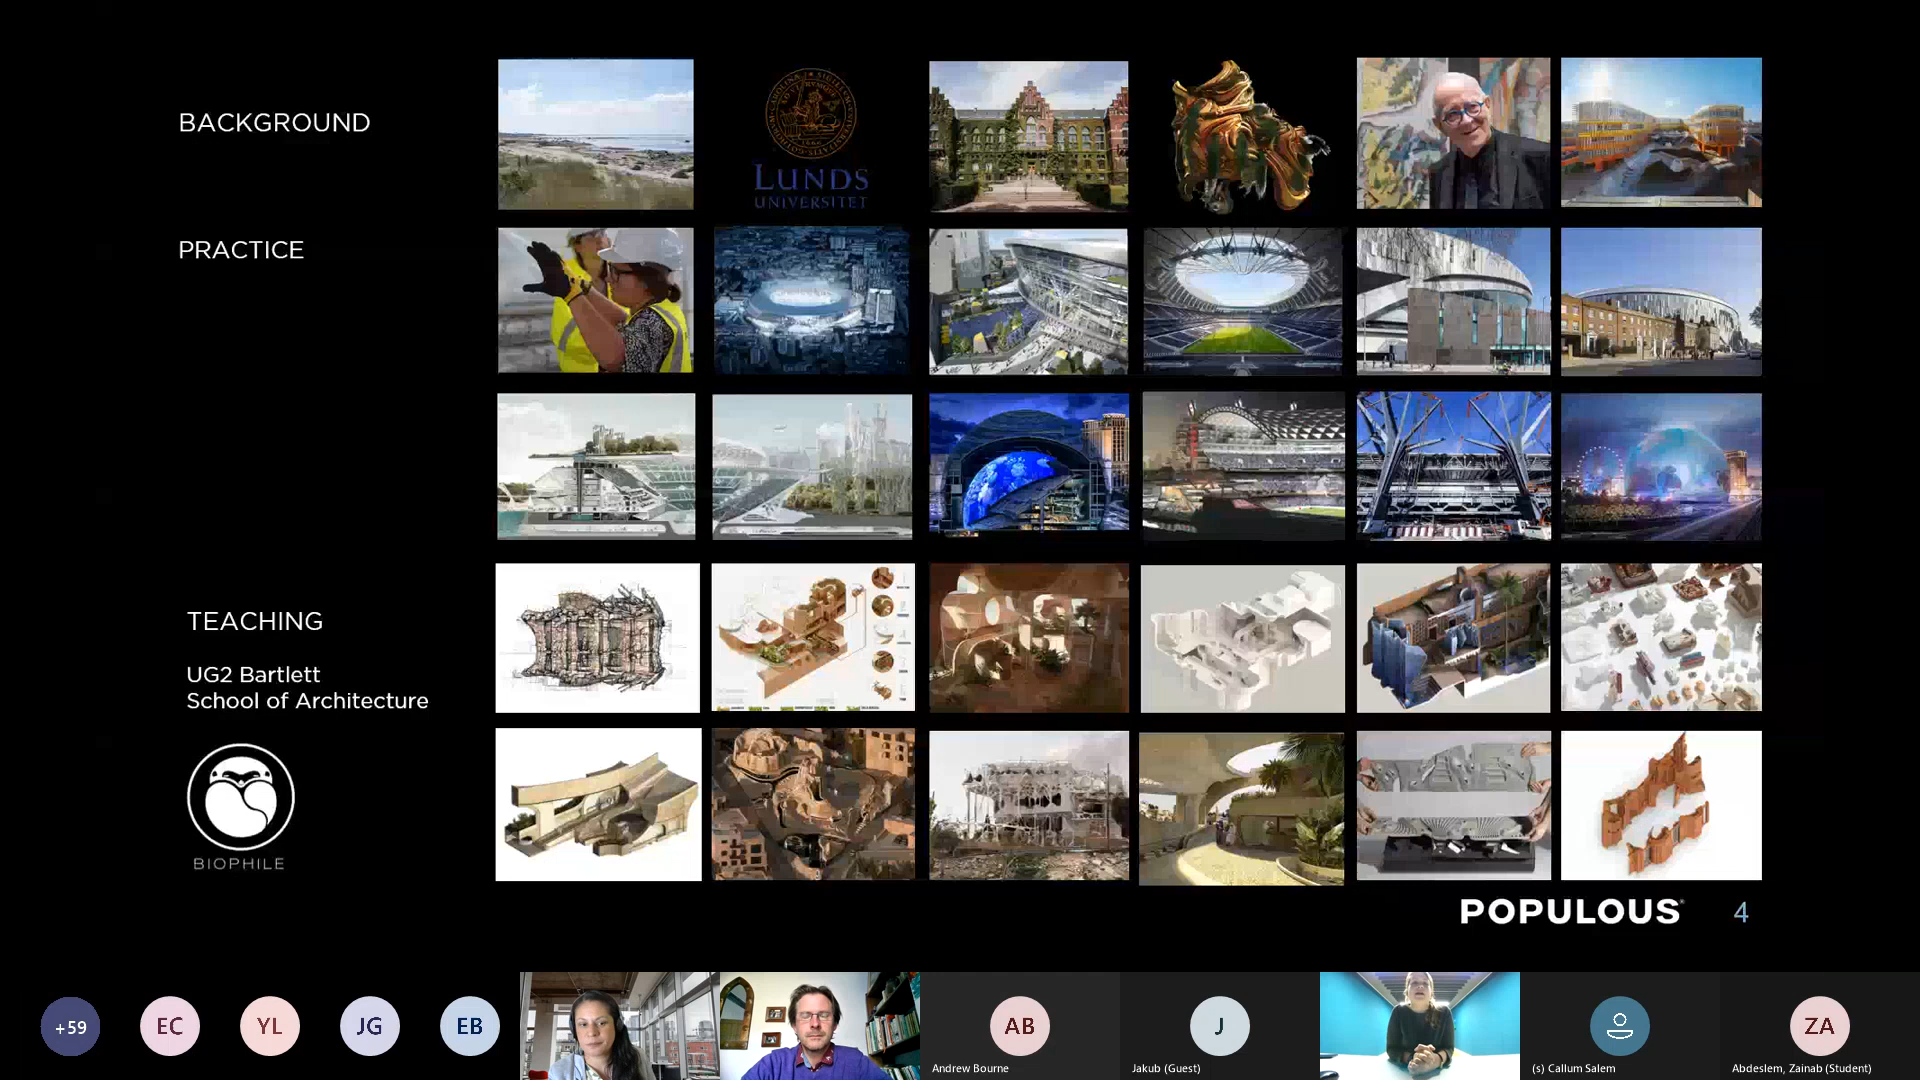 BACKGROUND
LUNDS
UNIVERSITET
PRACTICE
TEACHING
UG2 Bartlett
School of Architecture
BIOPHILE
POPULOUS
4
+59
EC
YL
JG
EB
AB
Andrew Bourne
J
Jakub (Guest)
(s) Callum Salem
ZA
Abdeslem, Zainab (Student)